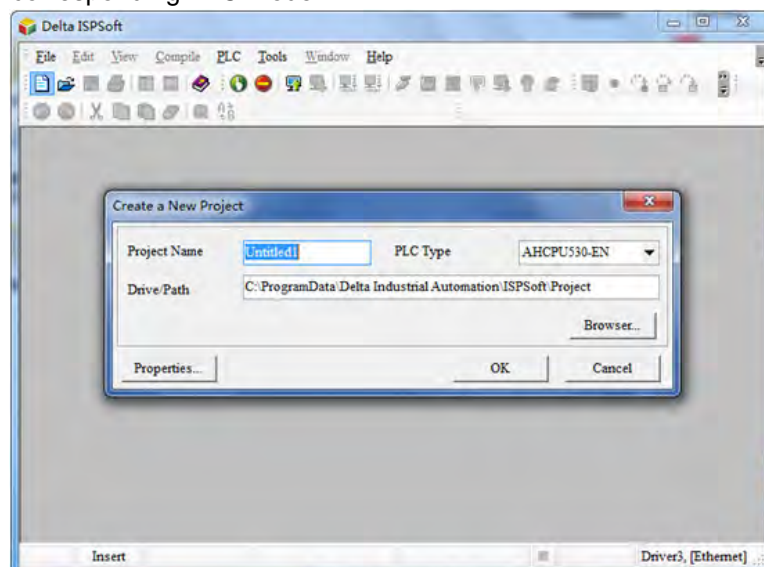 Delta ISPSoft
File Edit View Compile PLC Tools Window Help
Create a New Project
Project Name Untitled1 PLC Type AHCPU530-EN
Drive/Path C:\ProgramData\Delta Industrial Automation\ISPSoft\Project
Browser...
Properties... OK Cancel
Insert Driver3, [Ethernet]